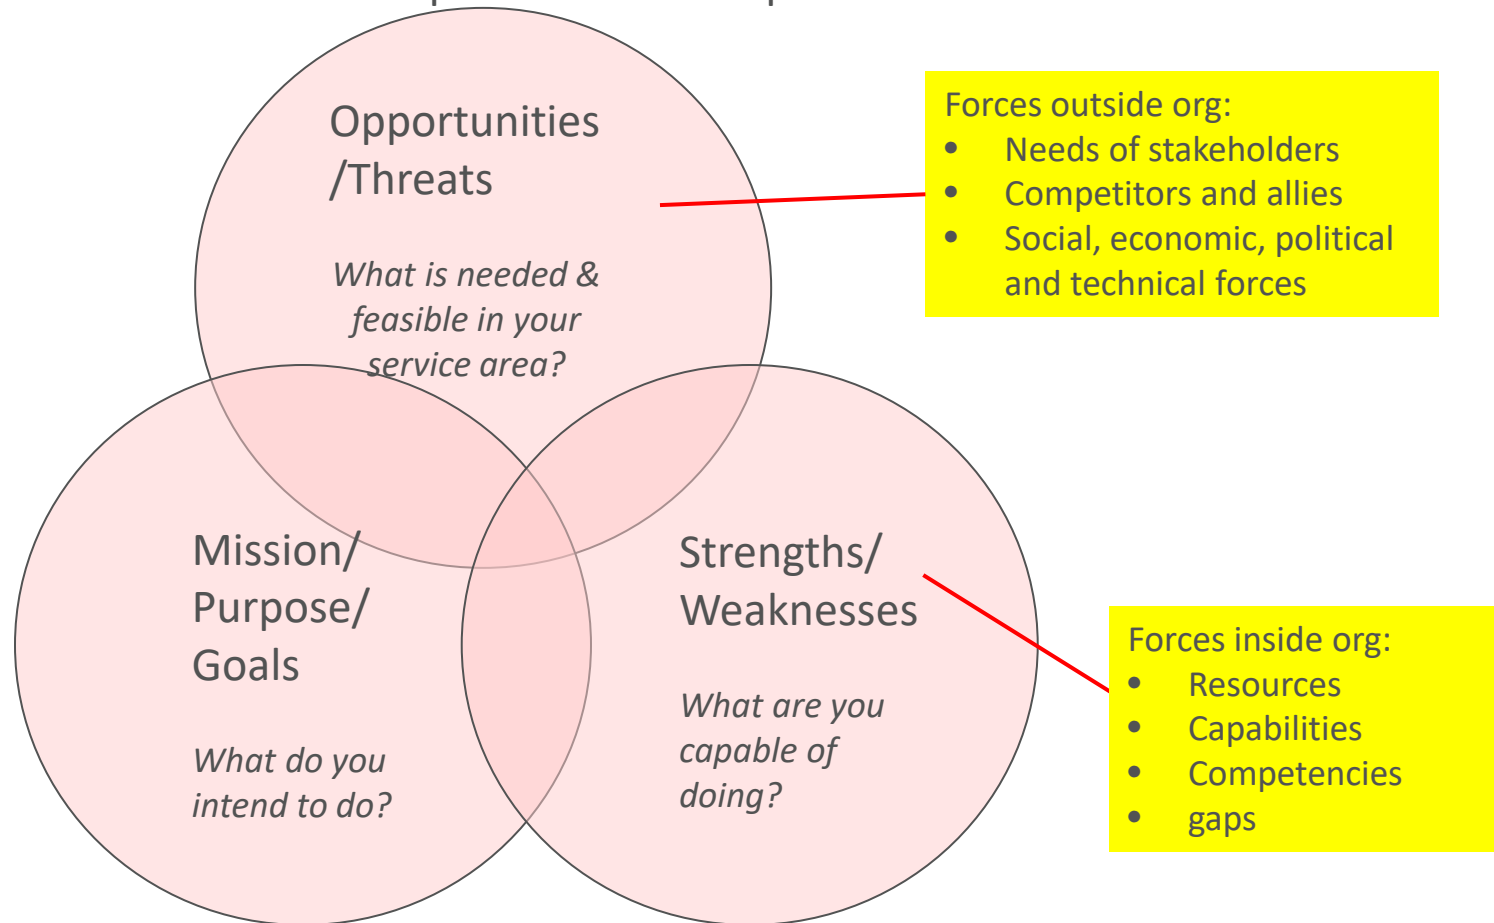 Opportunities
/Threats
What is needed &
feasible in your
service area?
Forces outside org:
• Needs of stakeholders
• Competitors and allies
• Social, economic, political
and technical forces
Mission/
Purpose/
Goals
What do you
intend to do?
Strengths/
Weaknesses
What are you
capable of
doing?
Forces inside org:
• Resources
• Capabilities
• Competencies
• gaps